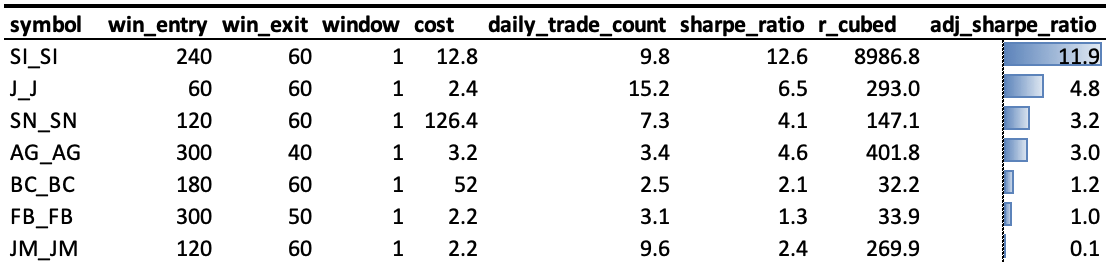 symbol win_entry win_exit window cost daily_trade_count sharpe_ratio r_cubed adj_sharpe_ratio
SI_SI 240 60 1 12.8 9.8 12.6 8986.8 11.9
J_J 60 60 1 2.4 15.2 6.5 293.0 4.8
SN_SN 120 60 1 126.4 7.3 4.1 147.1 3.2
AG_AG 300 40 1 3.2 3.4 4.6 401.8 3.0
BC_BC 180 60 1 52 2.5 2.1 32.2 1.2
FB_FB 300 50 1 2.2 3.1 1.3 33.9 1.0
JM_JM 120 60 1 2.2 9.6 2.4 269.9 0.1